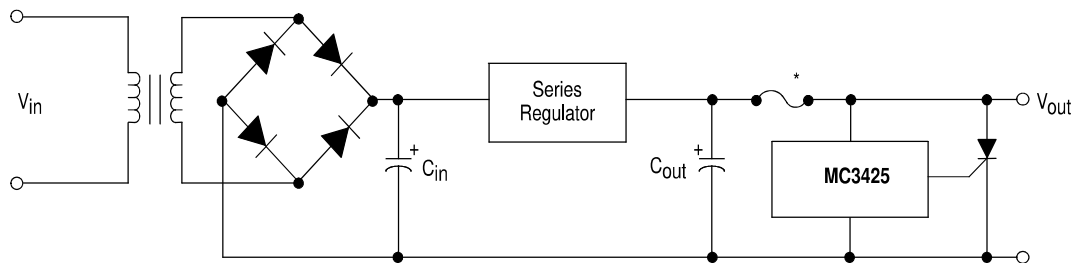 Vin
+
Cin
Series
Regulator
+
Cout
*
MC3425
Vout